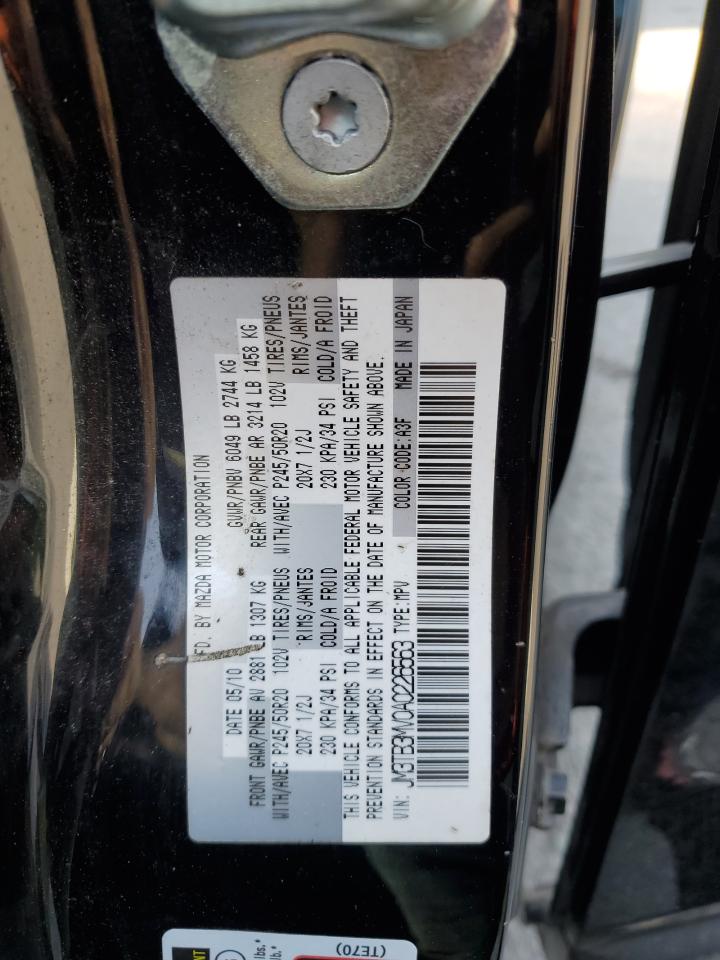 MFD. BY MAZDA MOTOR CORPORATION
DATE 05/10 GVWR/PNBV 6049 LB 2744 KG
FRONT GAWR/PNBE AV 2881 LB 1307 KG REAR GAWR/PNBE AR 3214 LB 1458 KG
WITH/AVEC P245/50R20 102V TIRES/PNEUS WITH/AVEC P245/50R20 102V TIRES/PNEUS
20X7 1/2J RIMS/JANTES 20X7 1/2J RIMS/JANTES
230 KPA/34 PSI COLD/A FROID 230 KPA/34 PSI COLD/A FROID
THIS VEHICLE CONFORMS TO ALL APPLICABLE FEDERAL MOTOR VEHICLE SAFETY AND THEFT
PREVENTION STANDARDS IN EFFECT ON THE DATE OF MANUFACTURE SHOWN ABOVE.
VIN: JM3TB3MV0A0226563 TYPE:MPV COLOR CODE:A3F MADE IN JAPAN
(TE70)
lbs.*
lb.*